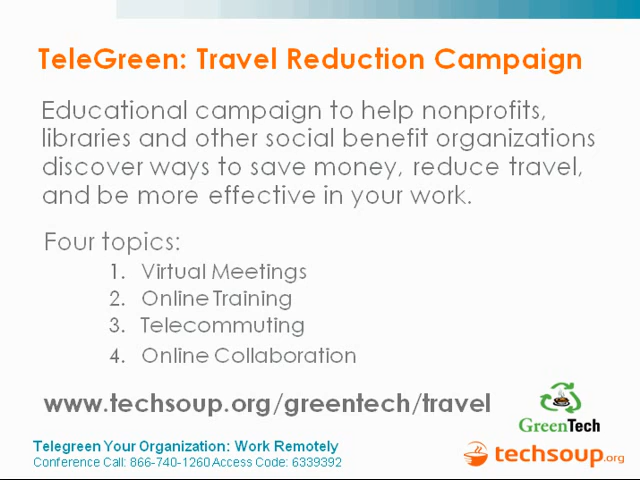 TeleGreen: Travel Reduction Campaign
Educational campaign to help nonprofits,
libraries and other social benefit organizations
discover ways to save money, reduce travel,
and be more effective in your work.
Four topics:
1. Virtual Meetings
2. Online Training
3. Telecommuting
4. Online Collaboration
www.techsoup.org/greentech/travel
GreenTech
Telegreen Your Organization: Work Remotely
Conference Call: 866-740-1260 Access Code: 6339392
techsoup.org